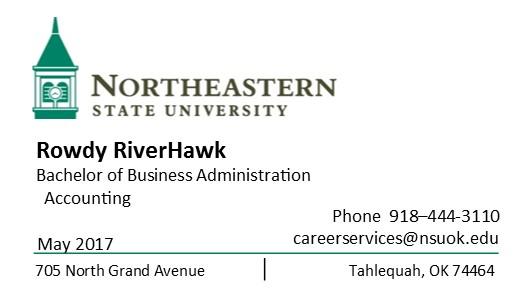 NORTHEASTERN
STATE UNIVERSITY
Rowdy RiverHawk
Bachelor of Business Administration
Accounting
Phone 918–444-3110
careerservices@nsuok.edu
May 2017
705 North Grand Avenue | Tahlequah, OK 74464